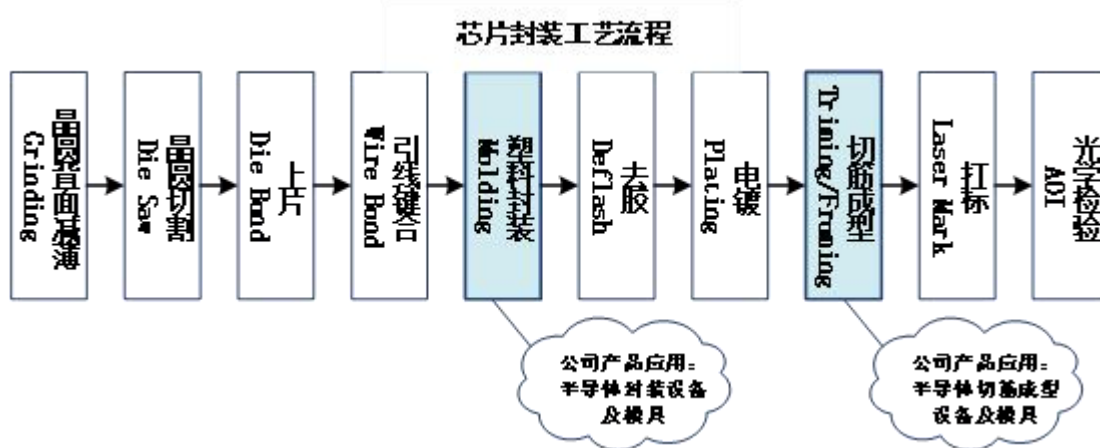 芯片封装工艺流程
晶圆背面减薄
Grinding
晶圆切割
Die Saw
上片
Die Bond
引线键合
Wire Bond
塑料封装
Molding
去胶
Deflash
电镀
Plating
切筋成型
Triming/Froming
打标
Laser Mark
光学检验
AOI
公司产品应用：
半导体封装设备
及模具
公司产品应用：
半导体切筋成型
设备及模具